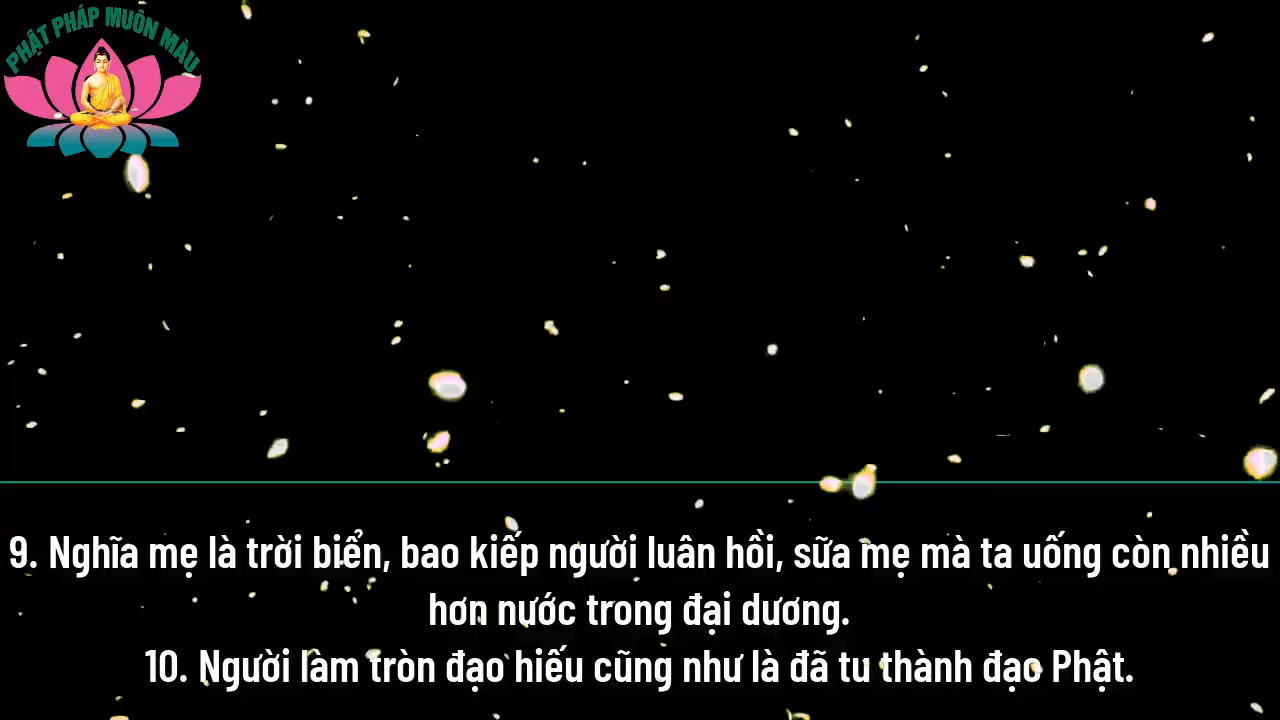 PHẬT PHÁP MUÔN MÀU
9. Nghĩa mẹ là trời biển, bao kiếp người luân hồi, sữa mẹ mà ta uống còn nhiều
hơn nước trong đại dương.
10. Người làm tròn đạo hiếu cũng như là đã tu thành đạo Phật.